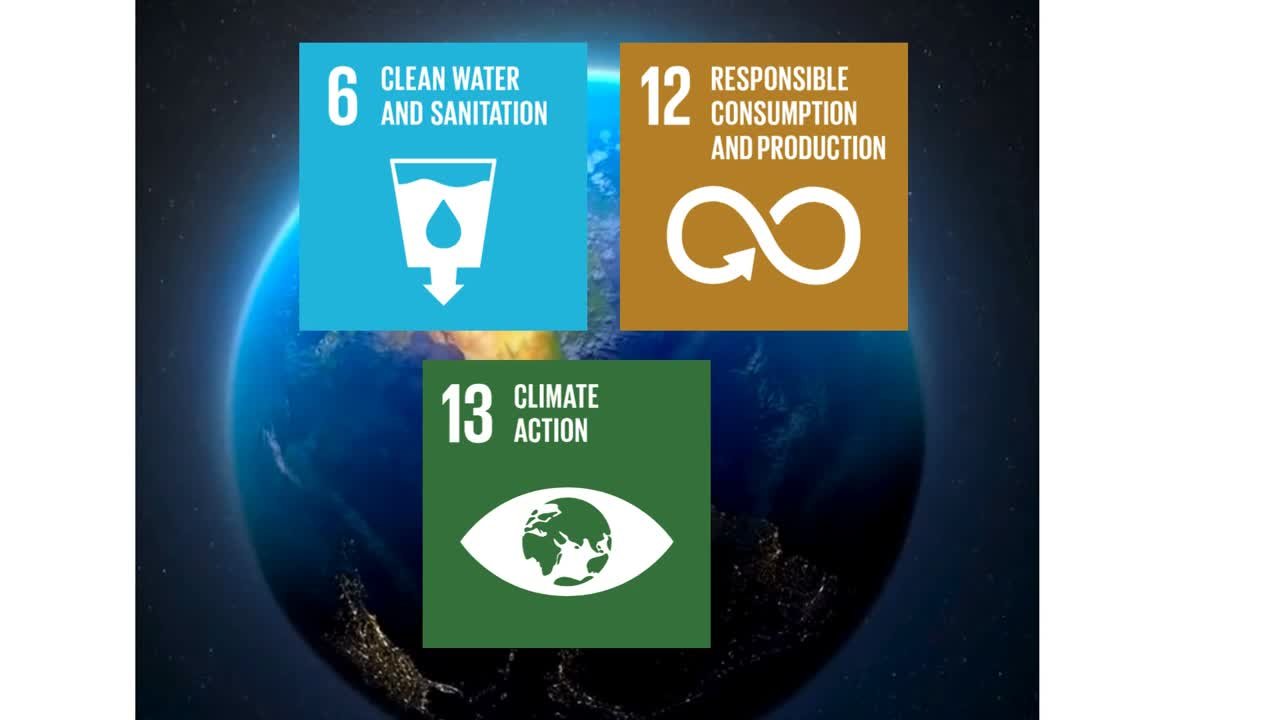 6 CLEAN WATER
AND SANITATION
12 RESPONSIBLE
CONSUMPTION
AND PRODUCTION
13 CLIMATE
ACTION